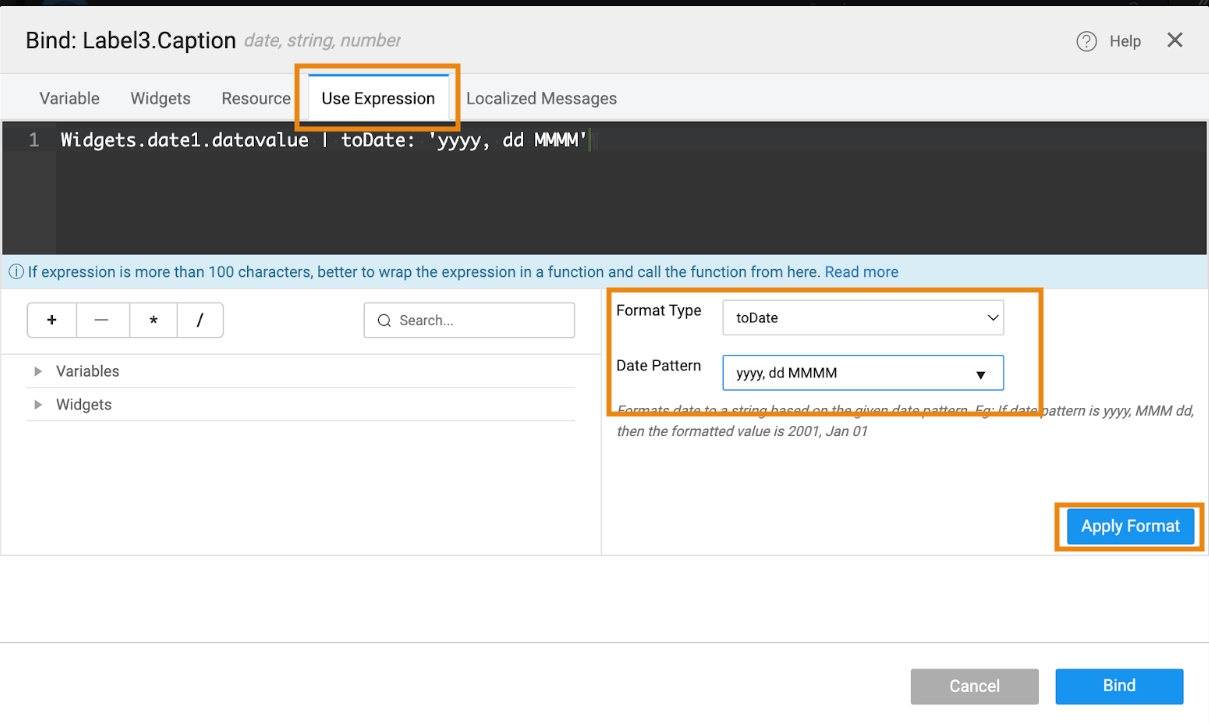 Bind: Label3.Caption date, string, number
? Help ✕
Variable Widgets Resource Use Expression Localized Messages
1 Widgets.date1.datavalue | toDate: 'yyyy, dd MMMM'
If expression is more than 100 characters, better to wrap the expression in a function and call the function from here. Read more
+ — * /
Search...
Variables
Widgets
Format Type toDate
Date Pattern yyyy, dd MMMM
Formats date to a string based on the given date pattern. Eg: If date pattern is yyyy, MMM dd,
then the formatted value is 2001, Jan 01
Apply Format
Cancel Bind